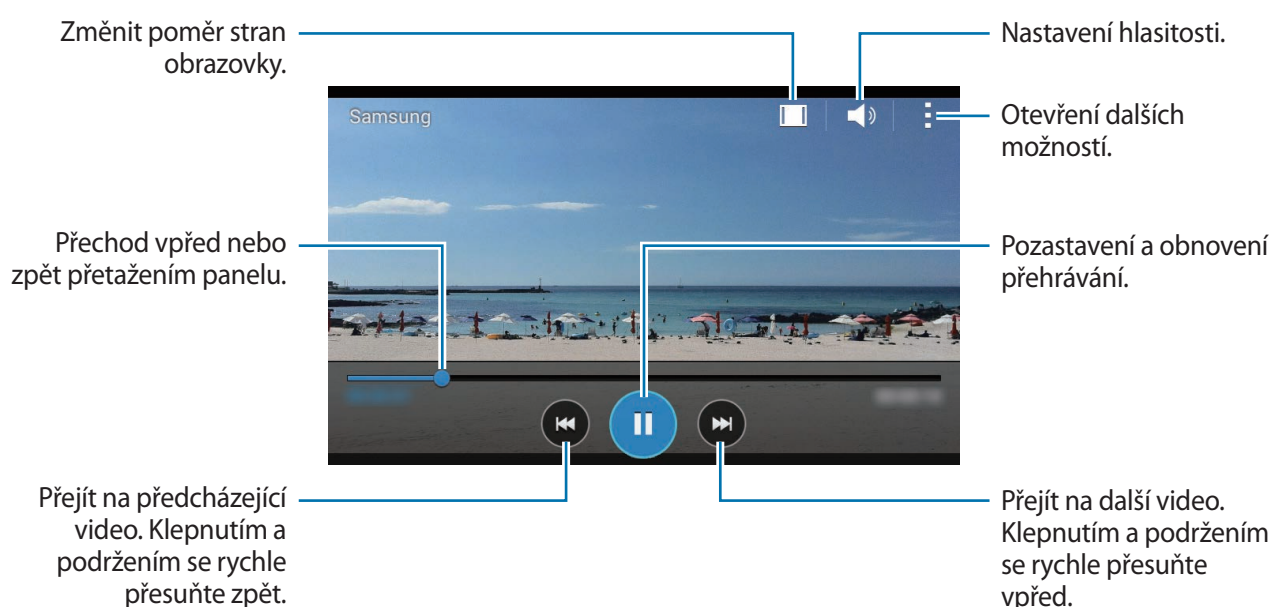 Změnit poměr stran
obrazovky.
Nastavení hlasitosti.
Samsung
Otevření dalších
možností.
Přechod vpřed nebo
zpět přetažením panelu.
Pozastavení a obnovení
přehrávání.
Přejít na předcházející
video. Klepnutím a
podržením se rychle
přesuňte zpět.
Přejít na další video.
Klepnutím a podržením
se rychle přesuňte
vpřed.